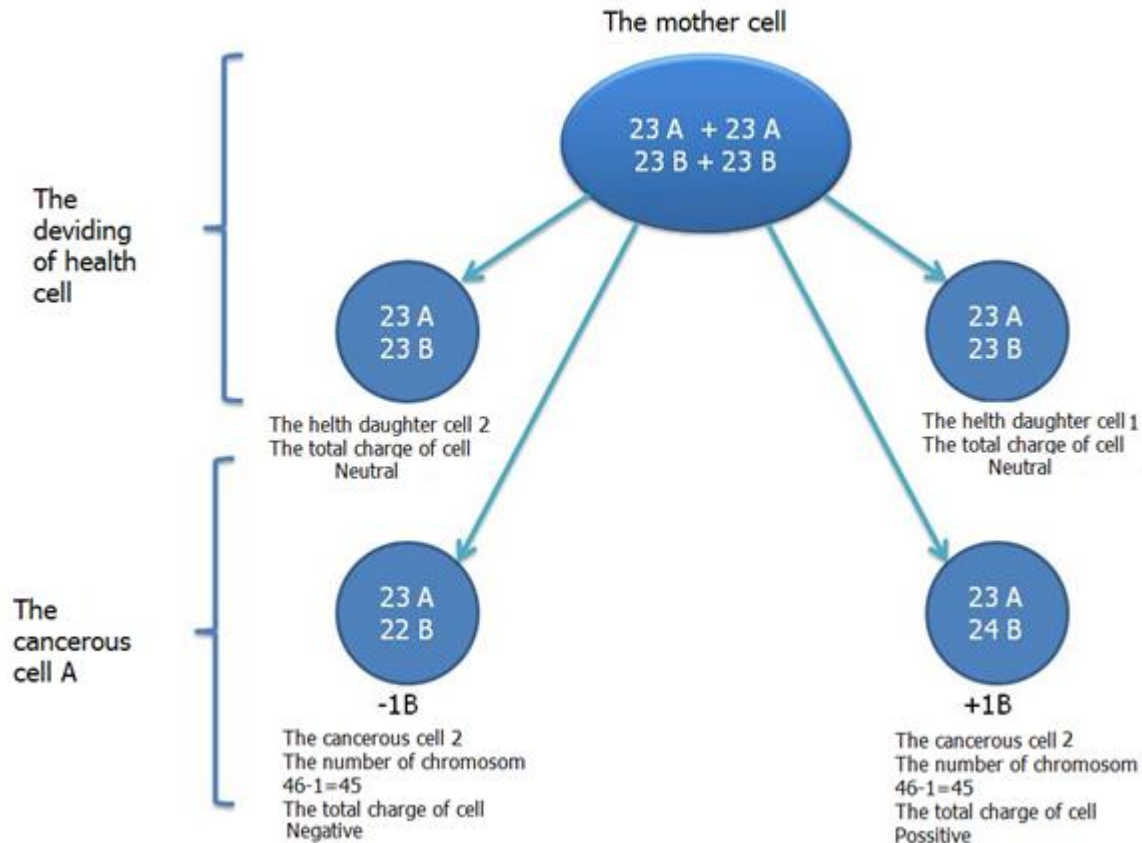 The mother cell
23 A + 23 A
23 B + 23 B
The
deviding
of health
cell
23 A
23 B
The helth daughter cell 2
The total charge of cell
Neutral
23 A
23 B
The helth daughter cell 1
The total charge of cell
Neutral
The
cancerous
cell A
23 A
22 B
-1B
The cancerous cell 2
The number of chromosom
46-1=45
The total charge of cell
Negative
23 A
24 B
+1B
The cancerous cell 2
The number of chromosom
46-1=45
The total charge of cell
Possitive